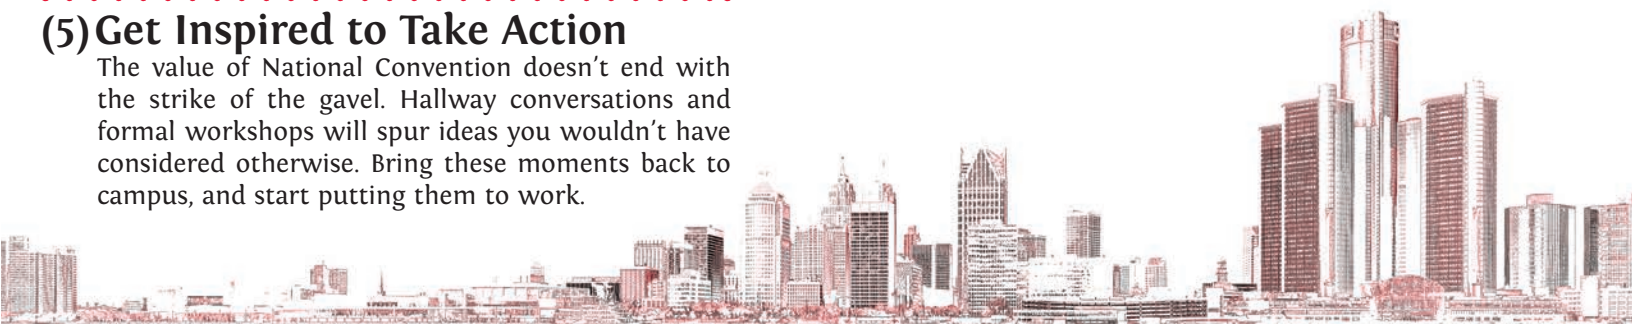 (5) Get Inspired to Take Action
The value of National Convention doesn't end with
the strike of the gavel. Hallway conversations and
formal workshops will spur ideas you wouldn't have
considered otherwise. Bring these moments back to
campus, and start putting them to work.